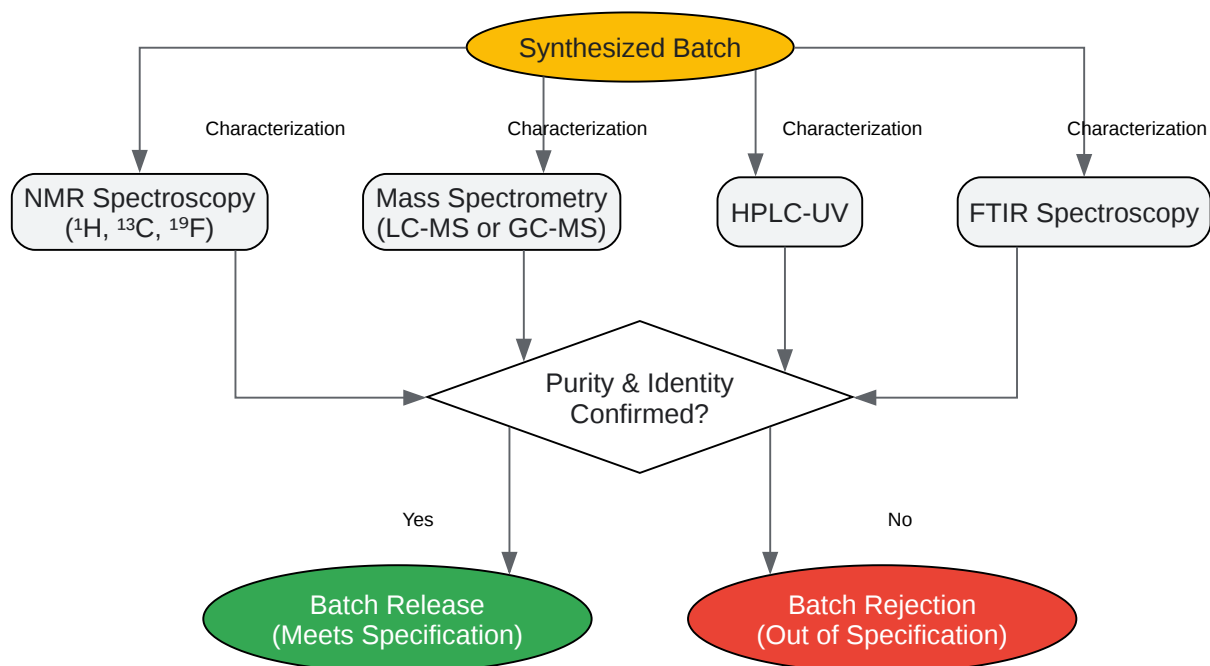 Synthesized Batch
Characterization
Characterization
Characterization
Characterization
NMR Spectroscopy
(¹H, ¹³C, ¹⁹F)
Mass Spectrometry
(LC-MS or GC-MS)
HPLC-UV
FTIR Spectroscopy
Purity & Identity
Confirmed?
Yes
No
Batch Release
(Meets Specification)
Batch Rejection
(Out of Specification)